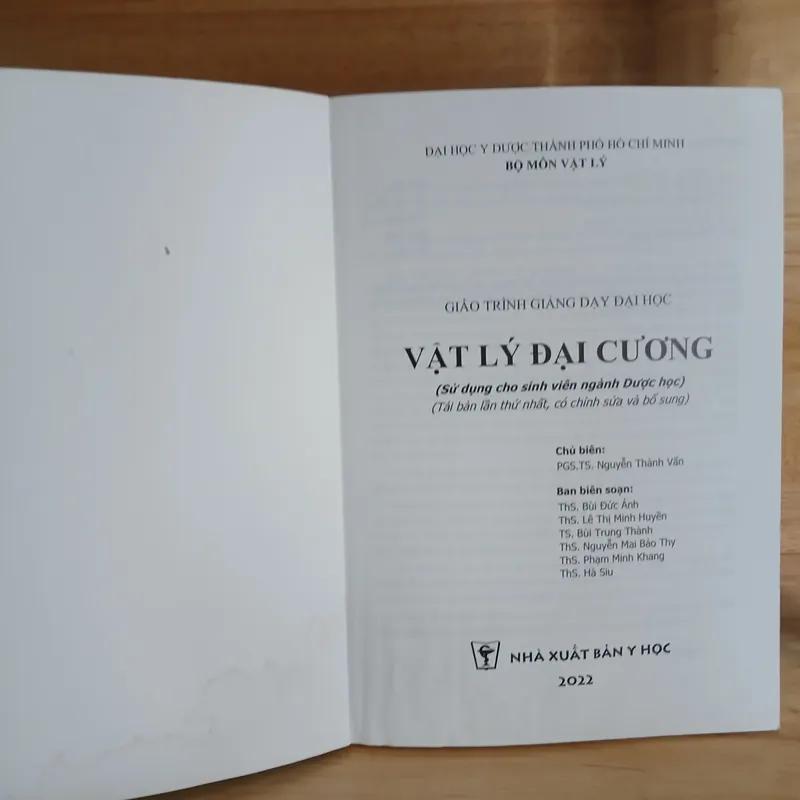 ĐẠI HỌC Y DƯỢC THÀNH PHỐ HỒ CHÍ MINH
BỘ MÔN VẬT LÝ
GIÁO TRÌNH GIẢNG DẠY ĐẠI HỌC
VẬT LÝ ĐẠI CƯƠNG
(Sử dụng cho sinh viên ngành Dược học)
(Tái bản lần thứ nhất, có chỉnh sửa và bổ sung)
Chủ biên:
PGS.TS. Nguyễn Thành Vấn
Ban biên soạn:
ThS. Bùi Đức Ánh
ThS. Lê Thị Minh Huyền
TS. Bùi Trung Thành
ThS. Nguyễn Mai Bảo Thy
ThS. Phạm Minh Khang
ThS. Hà Siu
NHÀ XUẤT BẢN Y HỌC
2022